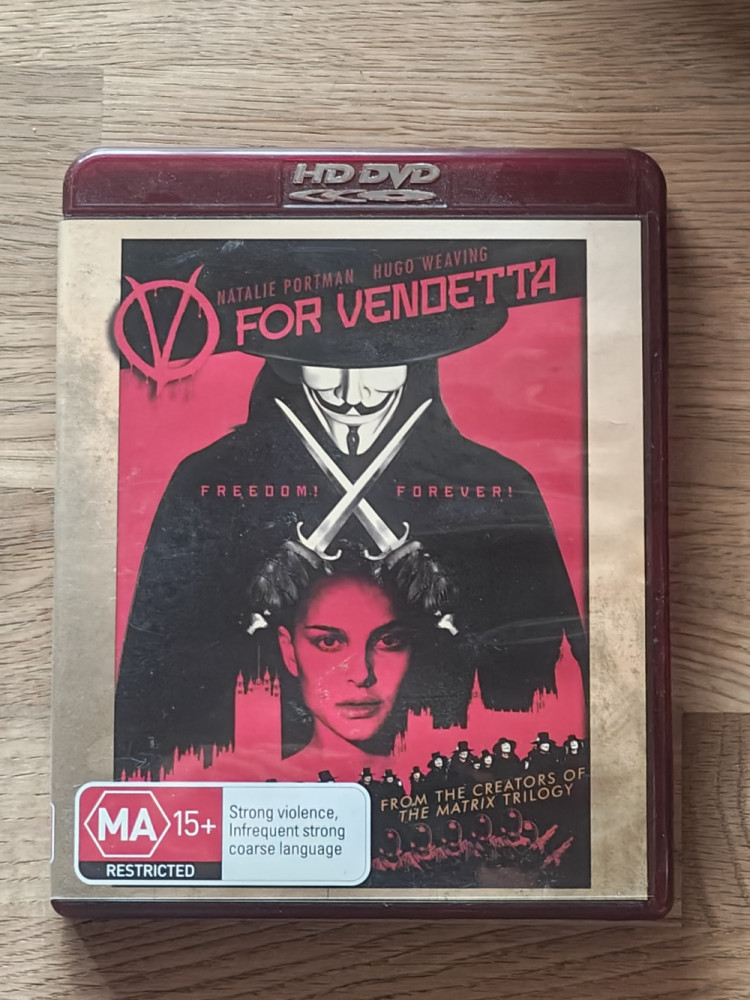 HD DVD
NATALIE PORTMAN HUGO WEAVING
V FOR VENDETTA
FREEDOM! FOREVER!
FROM THE CREATORS OF
THE MATRIX TRILOGY
MA 15+
RESTRICTED
Strong violence,
Infrequent strong
coarse language